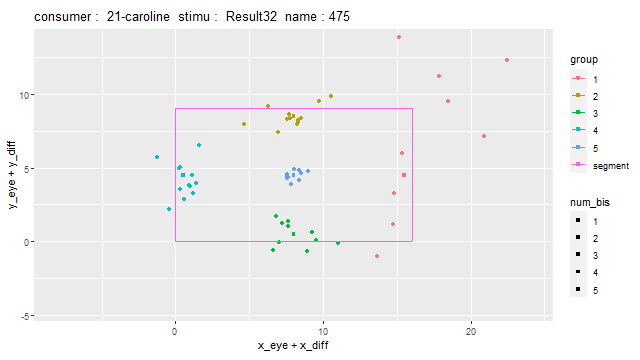 consumer : 21-caroline stimu : Result32 name : 475
group
1
2
3
4
5
segment
num_bis
1
2
3
4
5
y_eye + y_diff
10
5
0
-5
0
10
20
x_eye + x_diff